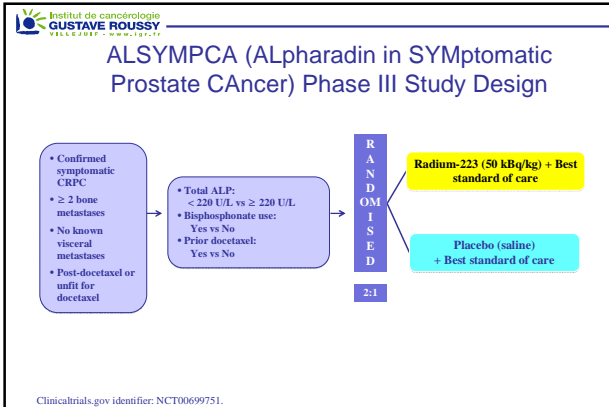 Institut de cancérologie
GUSTAVE ROUSSY
VILLEJUIF - www.igr.fr
ALSYMPCA (ALpharadin in SYMptomatic
Prostate CAncer) Phase III Study Design
• Confirmed
symptomatic
CRPC
• ≥ 2 bone
metastases
• No known
visceral
metastases
• Post-docetaxel or
unfit for
docetaxel
• Total ALP:
< 220 U/L vs ≥ 220 U/L
• Bisphosphonate use:
Yes vs No
• Prior docetaxel:
Yes vs No
R
A
N
D
OM
I
S
E
D
2:1
Radium-223 (50 kBq/kg) + Best
standard of care
Placebo (saline)
+ Best standard of care
Clinicaltrials.gov identifier: NCT00699751.